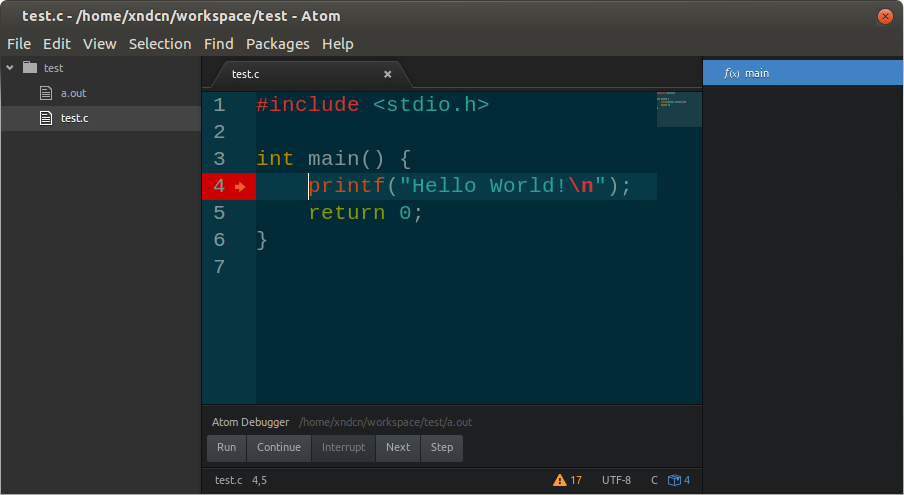 test.c - /home/xndcn/workspace/test - Atom
File Edit View Selection Find Packages Help
test
a.out
test.c
test.c
1 #include <stdio.h>
2
3 int main() {
4 printf("Hello World!\n");
5 return 0;
6 }
7
f(x) main
Atom Debugger /home/xndcn/workspace/test/a.out
Run Continue Interrupt Next Step
test.c 4,5 17 UTF-8 C 4